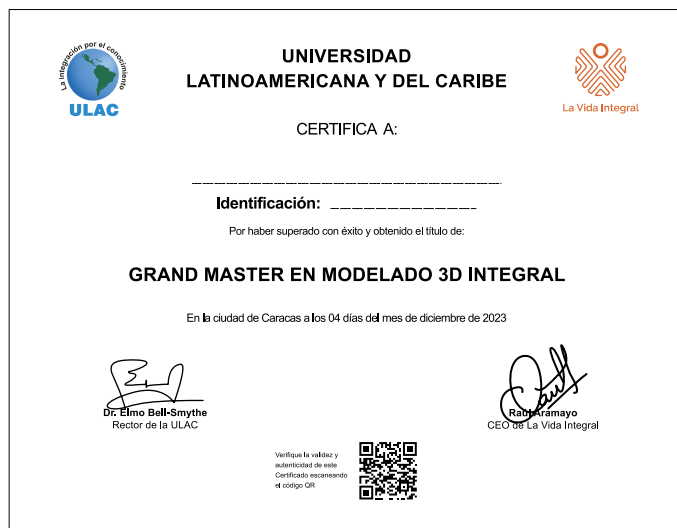 La integración por el conocimiento
ULAC
UNIVERSIDAD
LATINOAMERICANA Y DEL CARIBE
La Vida Integral
CERTIFICA A:
Identificación:
Por haber superado con éxito y obtenido el título de:
GRAND MASTER EN MODELADO 3D INTEGRAL
En la ciudad de Caracas a los 04 días del mes de diciembre de 2023
Dr. Elmo Bell-Smythe
Rector de la ULAC
Raúl Aramayo
CEO de La Vida Integral
Verifique la validez y
autenticidad de este
Certificado escaneando
el código QR